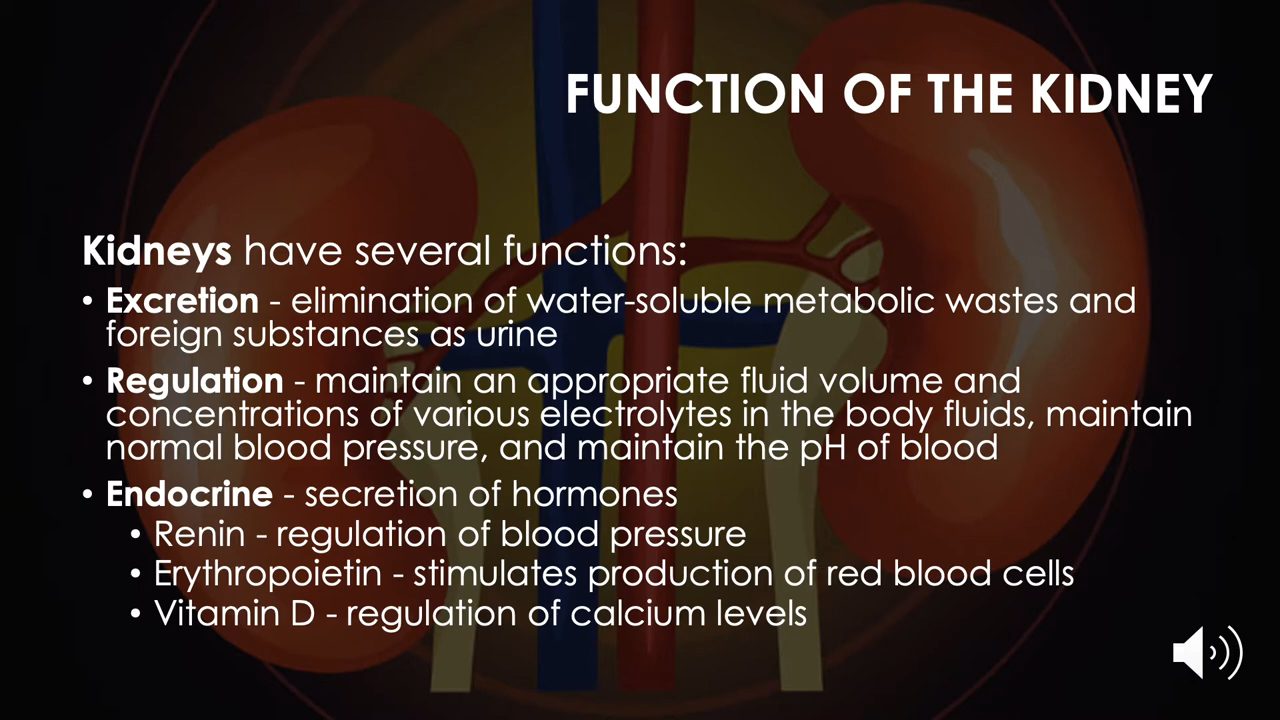 FUNCTION OF THE KIDNEY
Kidneys have several functions:
• Excretion - elimination of water-soluble metabolic wastes and
foreign substances as urine
• Regulation - maintain an appropriate fluid volume and
concentrations of various electrolytes in the body fluids, maintain
normal blood pressure, and maintain the pH of blood
• Endocrine - secretion of hormones
• Renin - regulation of blood pressure
• Erythropoietin - stimulates production of red blood cells
• Vitamin D - regulation of calcium levels